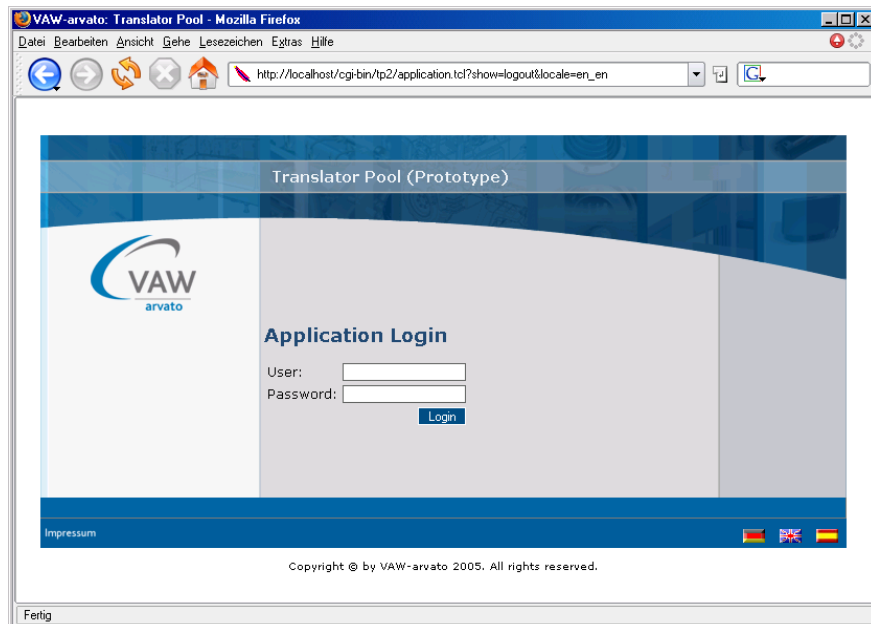 VAW-arvato: Translator Pool - Mozilla Firefox
Datei Bearbeiten Ansicht Gehe Lesezeichen Extras Hilfe
http://localhost/cgi-bin/tp2/application.tcl?show=logout&locale=en_en
G
Translator Pool (Prototype)
VAW
arvato
Application Login
User:
Password:
Login
Impressum
Copyright © by VAW-arvato 2005. All rights reserved.
Fertig